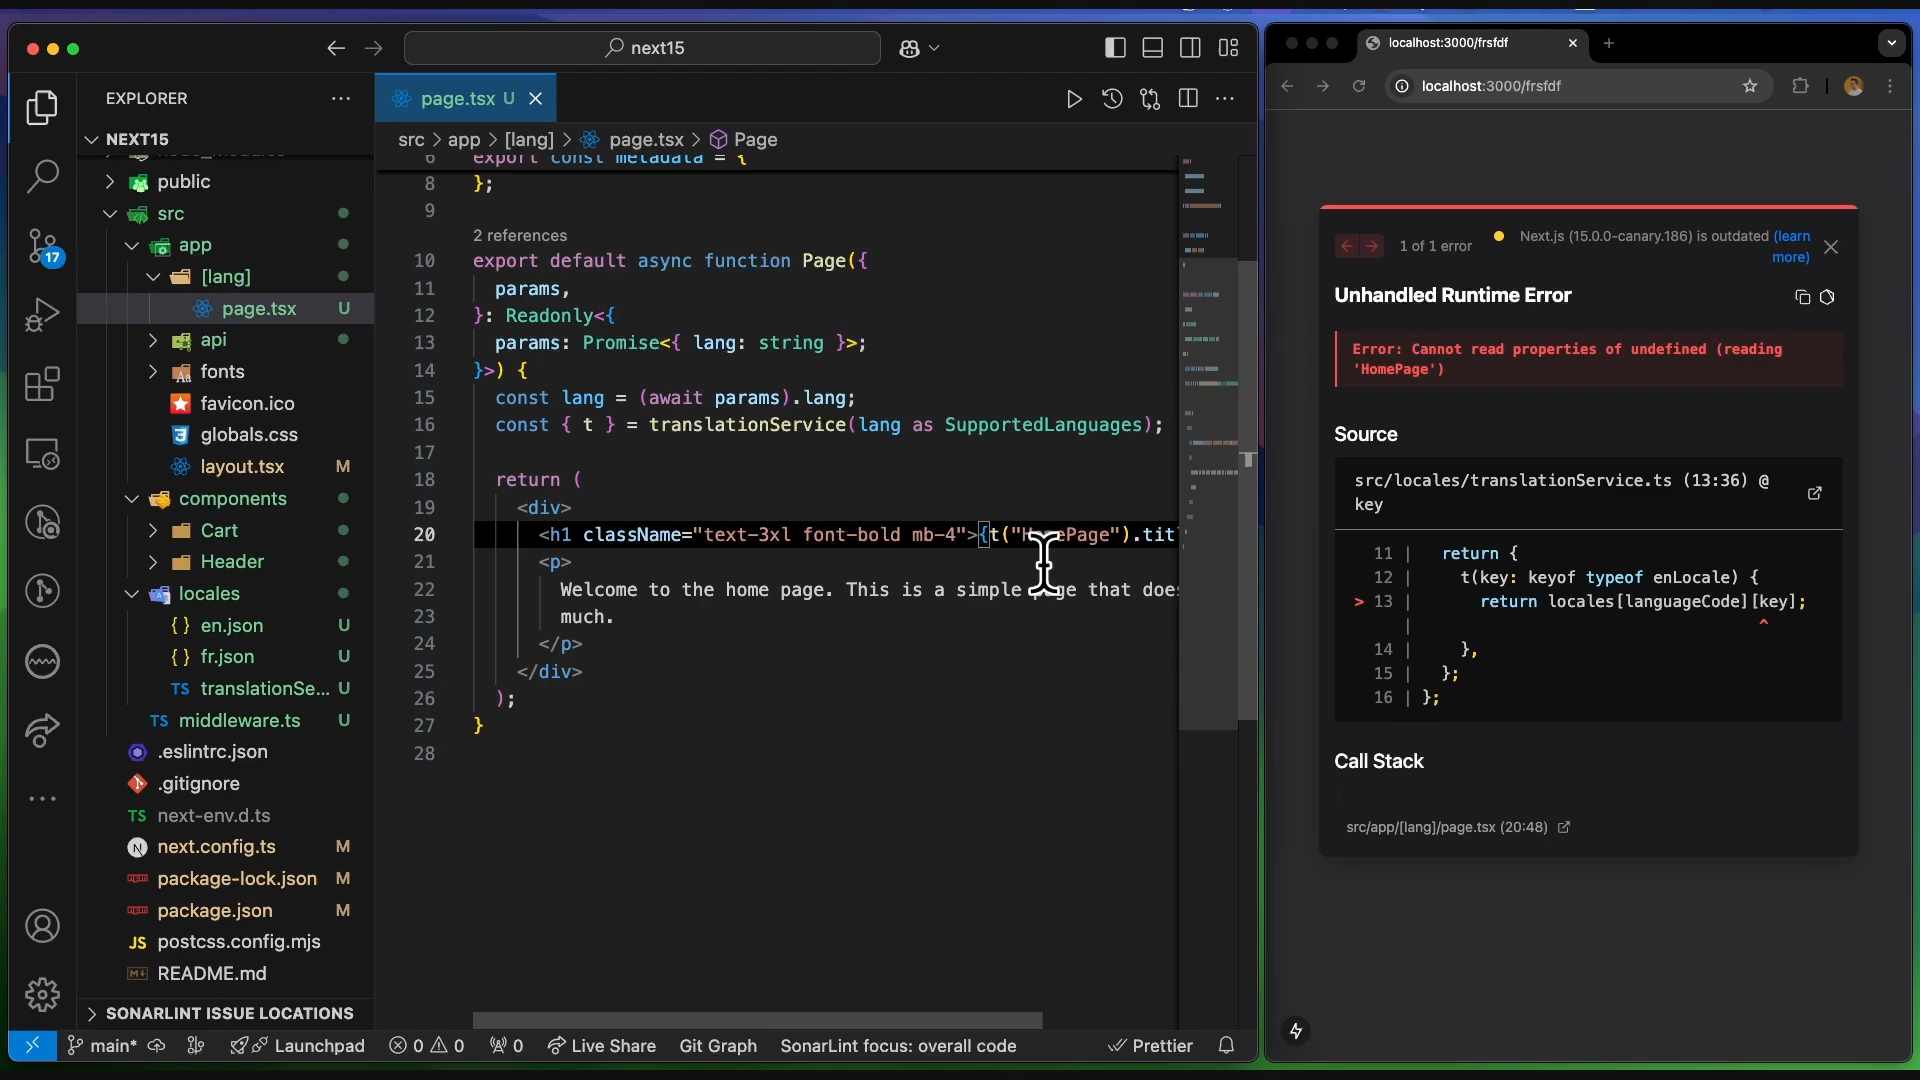 next15
EXPLORER
NEXT15
public
src
app
[lang]
page.tsx U
api
fonts
favicon.ico
globals.css
layout.tsx M
components
Cart
Header
locales
{ } en.json U
{ } fr.json U
TS translationSe... U
TS middleware.ts U
.eslintrc.json
.gitignore
TS next-env.d.ts
next.config.ts M
package-lock.json M
package.json M
JS postcss.config.mjs
README.md
SONARLINT ISSUE LOCATIONS
17
page.tsx U
src > app > [lang] > page.tsx > Page
6 export const metadata = {
8 };
9
2 references
10 export default async function Page({
11 params,
12 }: Readonly<{
13 params: Promise<{ lang: string }>;
14 }>) {
15 const lang = (await params).lang;
16 const { t } = translationService(lang as SupportedLanguages);
17
18 return (
19 <div>
20 <h1 className="text-3xl font-bold mb-4">{t("HomePage").tit
21 <p>
22 Welcome to the home page. This is a simple page that does
23 much.
24 </p>
25 </div>
26 );
27 }
28
main* Launchpad 0 0 0 Live Share Git Graph SonarLint focus: overall code Prettier
localhost:3000/frsfdf
localhost:3000/frsfdf
1 of 1 error
Next.js (15.0.0-canary.186) is outdated (learn
more)
Unhandled Runtime Error
Error: Cannot read properties of undefined (reading
'HomePage')
Source
src/locales/translationService.ts (13:36) @
key
11 | return {
12 | t(key: keyof typeof enLocale) {
> 13 | return locales[languageCode][key];
| ^
14 | },
15 | };
16 | };
Call Stack
src/app/[lang]/page.tsx (20:48)